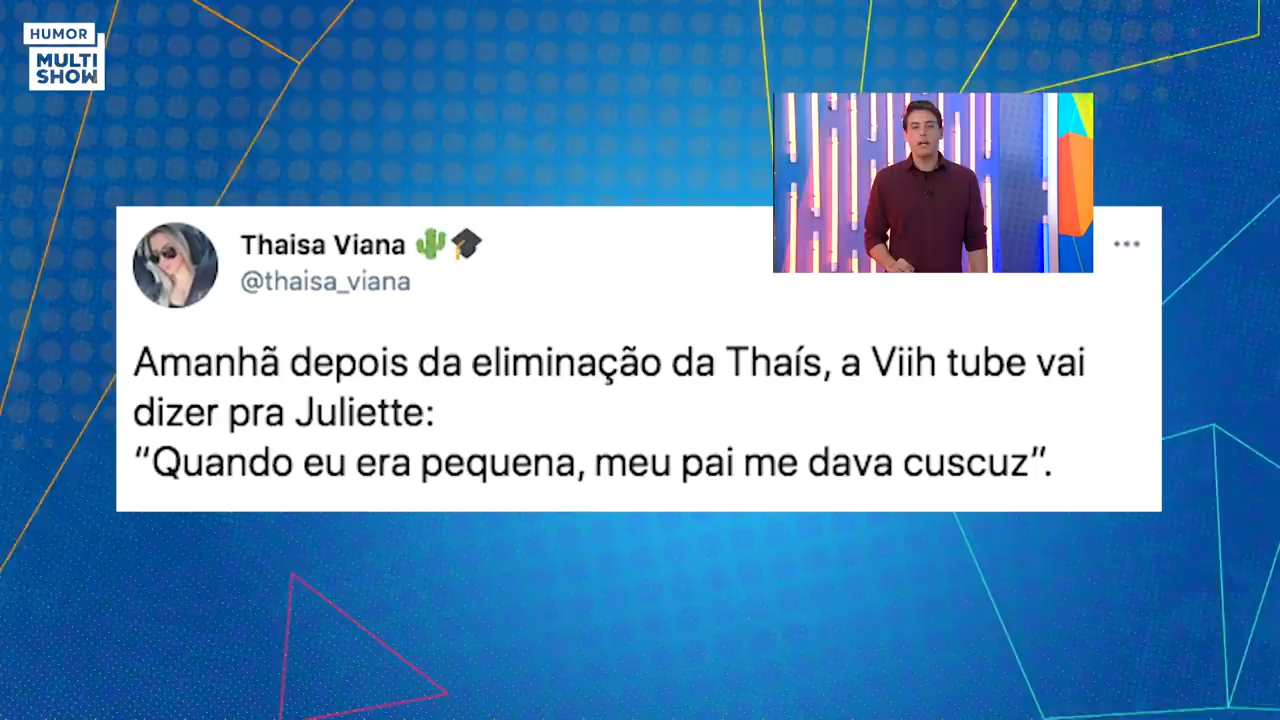 HUMOR
MULTI
SHOW
Thaisa Viana 🌵🎓
@thaisa_viana
Amanhã depois da eliminação da Thaís, a Viih tube vai
dizer pra Juliette:
“Quando eu era pequena, meu pai me dava cuscuz”.